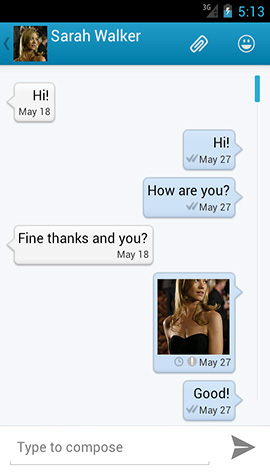 3G 5:13
Sarah Walker
Hi!
May 18
Hi!
May 27
How are you?
May 27
Fine thanks and you?
May 18
May 27
Good!
May 27
Type to compose